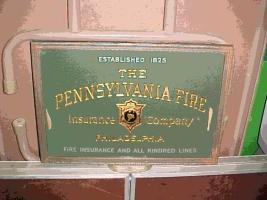 ESTABLISHED 1825
THE
PENNSYLVANIA FIRE
Insurance Company
PHILADELPHIA
FIRE INSURANCE AND ALL KINDRED LINES